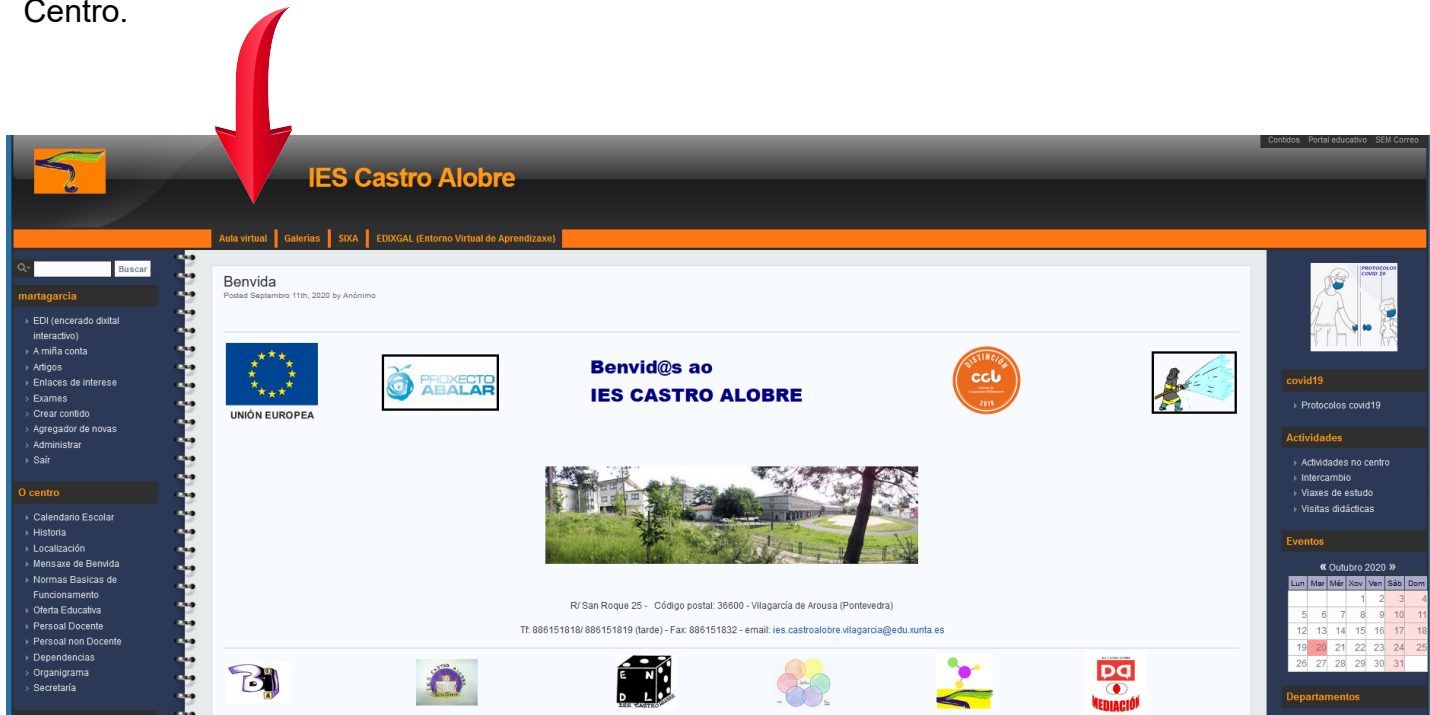 Centro.
Contidos Portal educativo SEM Correo
IES Castro Alobre
Aula virtual Galerías SIXA EDIXGAL (Entorno Virtual de Aprendizaxe)
Buscar
martagarcia
EDI (encerado dixital
interactivo)
A miña conta
Artigos
Enlaces de interese
Exames
Crear contido
Agregador de novas
Administrar
Saír
O centro
Calendario Escolar
Historia
Localización
Mensaxe de Benvida
Normas Basicas de
Funcionamento
Oferta Educativa
Persoal Docente
Persoal non Docente
Dependencias
Organigrama
Secretaría
Benvida
Posted Septembro 11th, 2020 by Anónimo
UNIÓN EUROPEA
PROXECTO
ABALAR
Benvid@s ao
IES CASTRO ALOBRE
DISTINCIÓN
ccb
2018
R/ San Roque 25 - Código postal: 36600 - Vilagarcía de Arousa (Pontevedra)
Tf: 886151818/ 886151819 (tarde) - Fax: 886151832 - email: ies.castroalobre.vilagarcia@edu.xunta.es
E N
D L
MEDIACIÓN
PROTOCOLOS
COVID 19
covid19
Protocolos covid19
Actividades
Actividades no centro
Intercambio
Viaxes de estudo
Visitas didácticas
Eventos
« Outubro 2020 »
Lun Mar Mér Xov Ven Sáb Dom
1 2 3 4
5 6 7 8 9 10 11
12 13 14 15 16 17 18
19 20 21 22 23 24 25
26 27 28 29 30 31
Departamentos